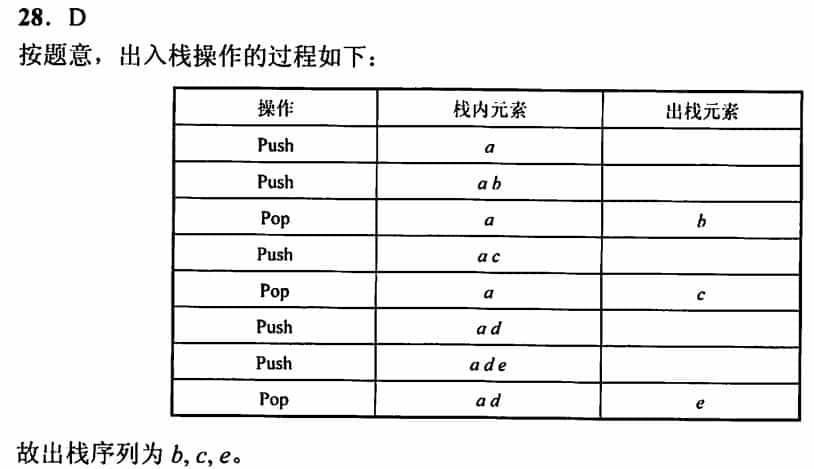 28. D
按题意，出入栈操作的过程如下：
操作 栈内元素 出栈元素
Push a
Push a b
Pop a b
Push a c
Pop a c
Push a d
Push a d e
Pop a d e
故出栈序列为 b, c, e。